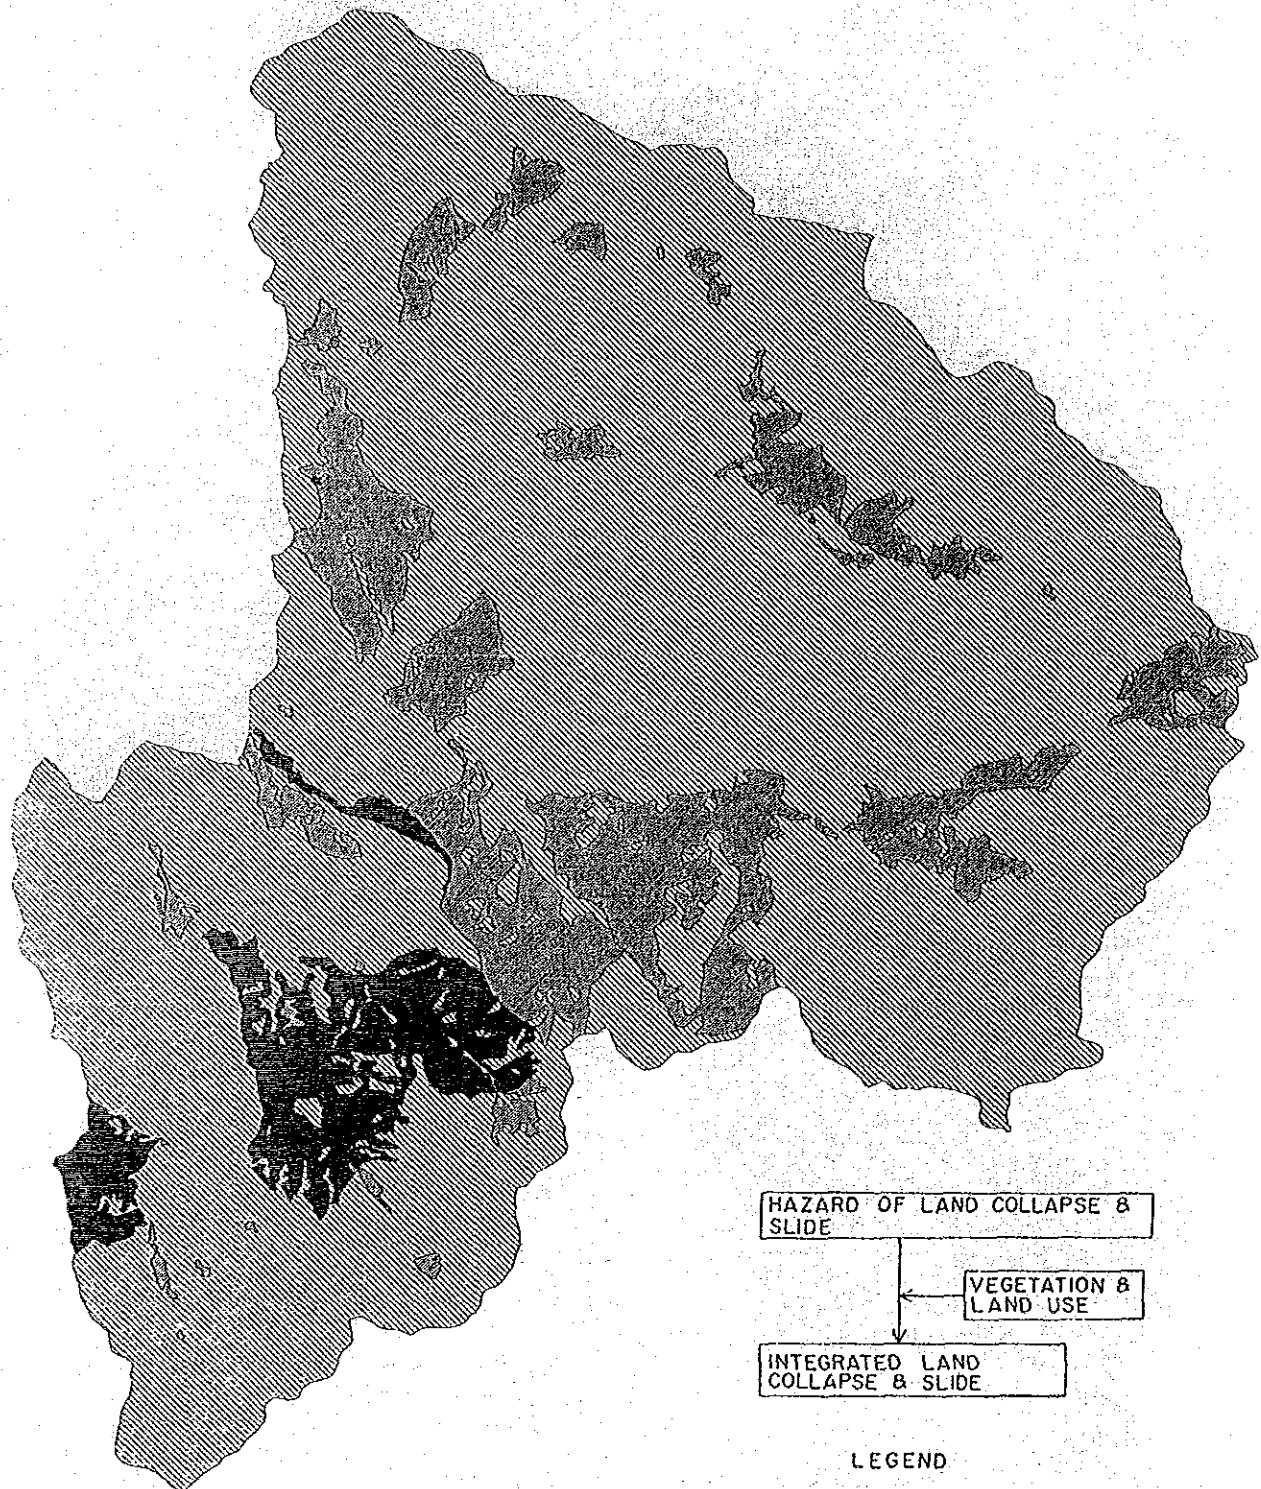 HAZARD OF LAND COLLAPSE &
SLIDE
VEGETATION &
LAND USE
INTEGRATED LAND
COLLAPSE & SLIDE
LEGEND